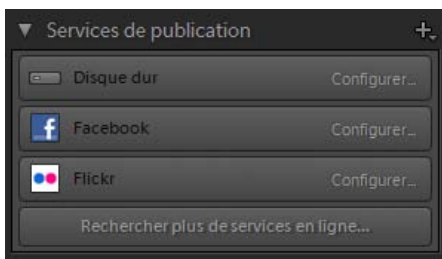 Services de publication
Disque dur Configurer...
Facebook Configurer...
Flickr Configurer...
Rechercher plus de services en ligne...